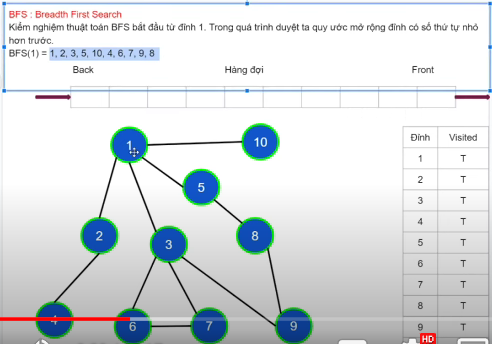 BFS : Breadth First Search
Kiểm nghiệm thuật toán BFS bắt đầu từ đỉnh 1. Trong quá trình duyệt ta quy ước mở rộng đỉnh có số thứ tự nhỏ
hơn trước.
BFS(1) = 1, 2, 3, 5, 10, 4, 6, 7, 9, 8
Back Hàng đợi Front
1
10
5
2
3
8
4
6
7
9
Đỉnh Visited
1 T
2 T
3 T
4 T
5 T
6 T
7 T
8 T
9 T
HD